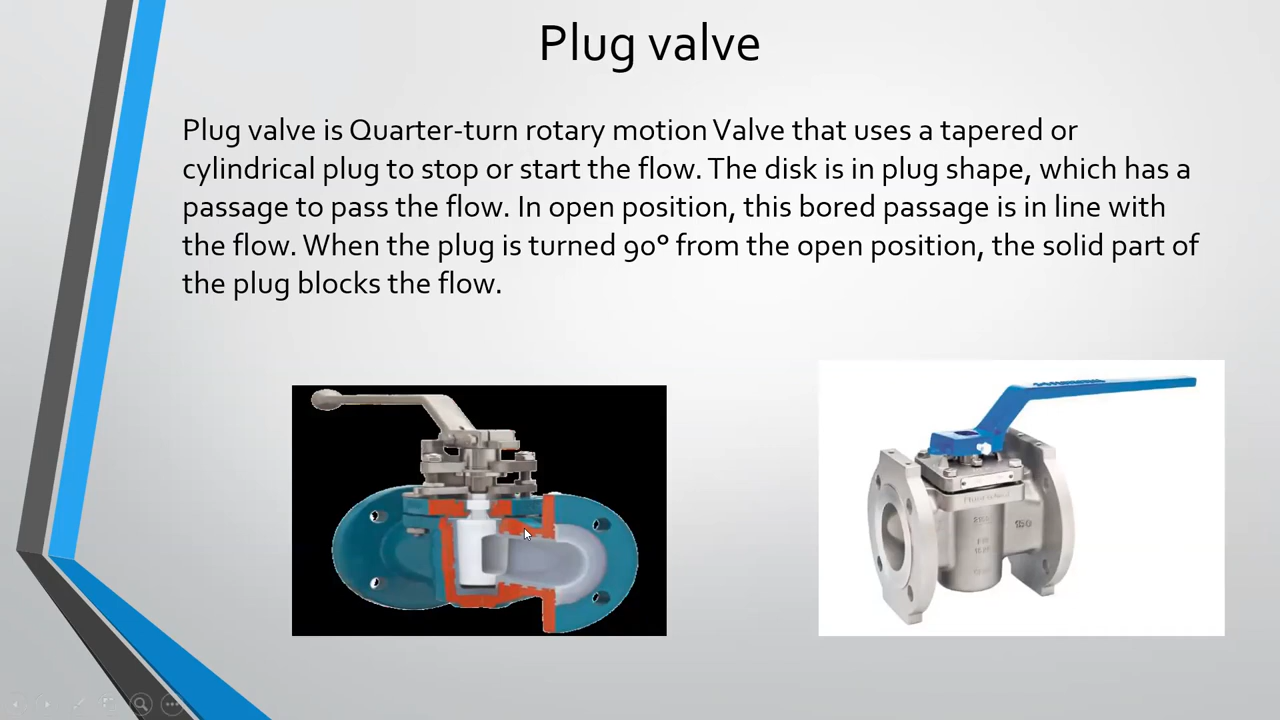 Plug valve
Plug valve is Quarter-turn rotary motion Valve that uses a tapered or
cylindrical plug to stop or start the flow. The disk is in plug shape, which has a
passage to pass the flow. In open position, this bored passage is in line with
the flow. When the plug is turned 90° from the open position, the solid part of
the plug blocks the flow.
150